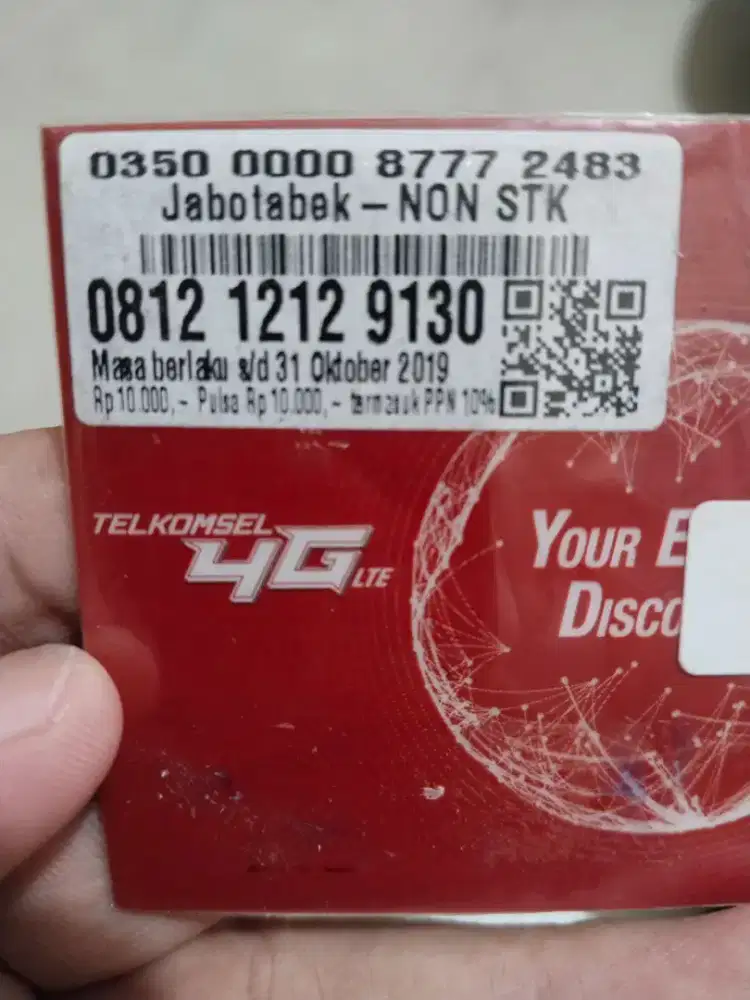 0350 0000 8777 2483
Jabotabek – NON STK
0812 1212 9130
Masa berlaku s/d 31 Oktober 2019
Rp 10.000,- Pulsa Rp 10.000,- termasuk PPN 10%
TELKOMSEL
4G LTE
YOUR E
DISCO